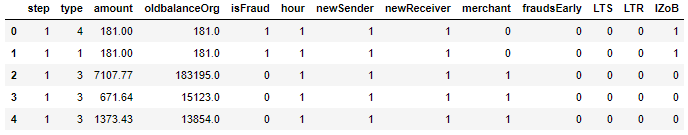 step type amount oldbalanceOrg isFraud hour newSender newReceiver merchant fraudsEarly LTS LTR IZoB
0 1 4 181.00 181.0 1 1 1 1 0 0 0 0 1
1 1 1 181.00 181.0 1 1 1 1 0 0 0 0 1
2 1 3 7107.77 183195.0 0 1 1 1 1 0 0 0 0
3 1 3 671.64 15123.0 0 1 1 1 1 0 0 0 0
4 1 3 1373.43 13854.0 0 1 1 1 1 0 0 0 0